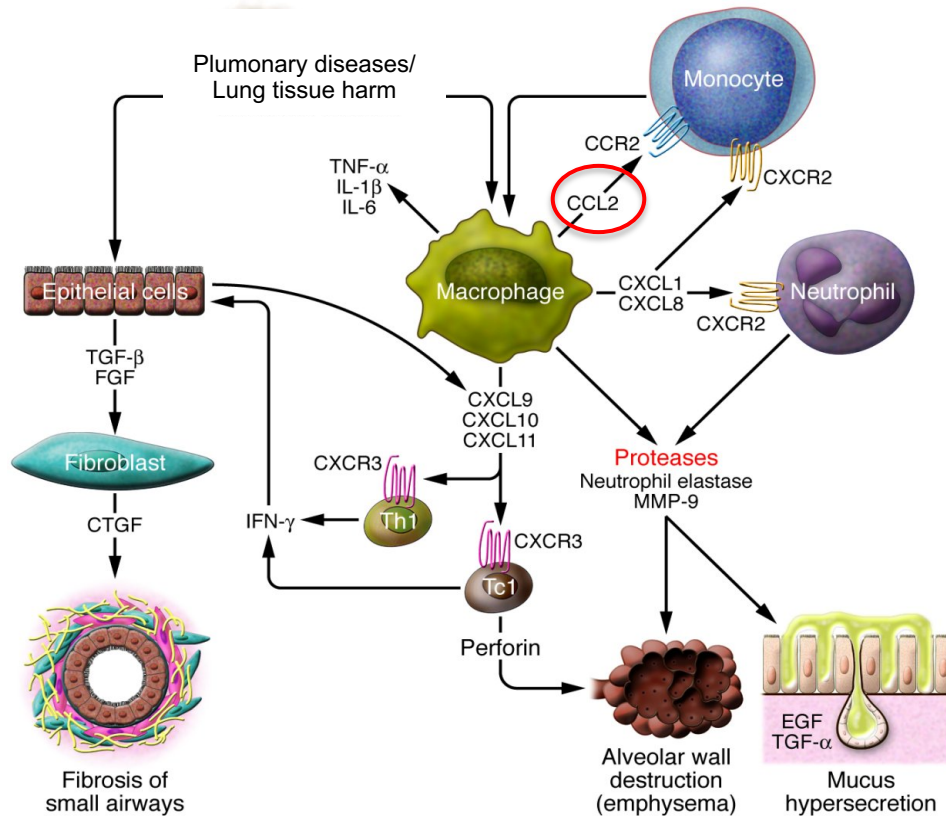 Plumonary diseases/
Lung tissue harm
Monocyte
CCR2
CXCR2
TNF-α
IL-1β
IL-6
CCL2
Macrophage
CXCL1
CXCL8
CXCR2
Neutrophil
Epithelial cells
TGF-β
FGF
CXCL9
CXCL10
CXCL11
Fibroblast
CXCR3
Th1
IFN-γ
Proteases
Neutrophil elastase
MMP-9
CTGF
CXCR3
Tc1
Perforin
EGF
TGF-α
Fibrosis of
small airways
Alveolar wall
destruction
(emphysema)
Mucus
hypersecretion